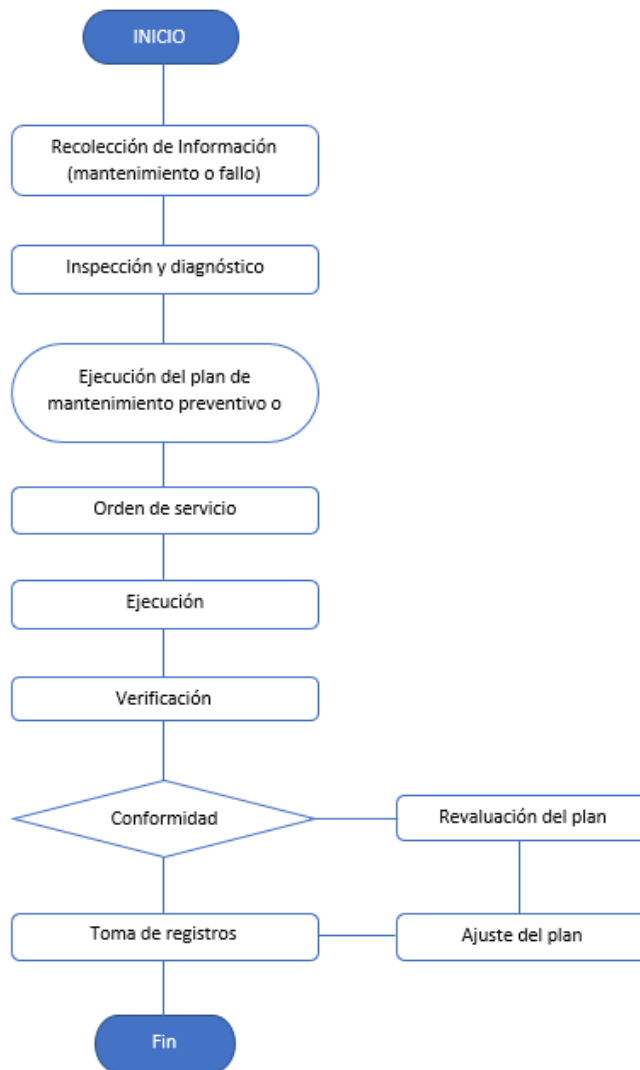 INICIO
Recolección de Información
(mantenimiento o fallo)
Inspección y diagnóstico
Ejecución del plan de
mantenimiento preventivo o
Orden de servicio
Ejecución
Verificación
Conformidad
Revaluación del plan
Toma de registros
Ajuste del plan
Fin